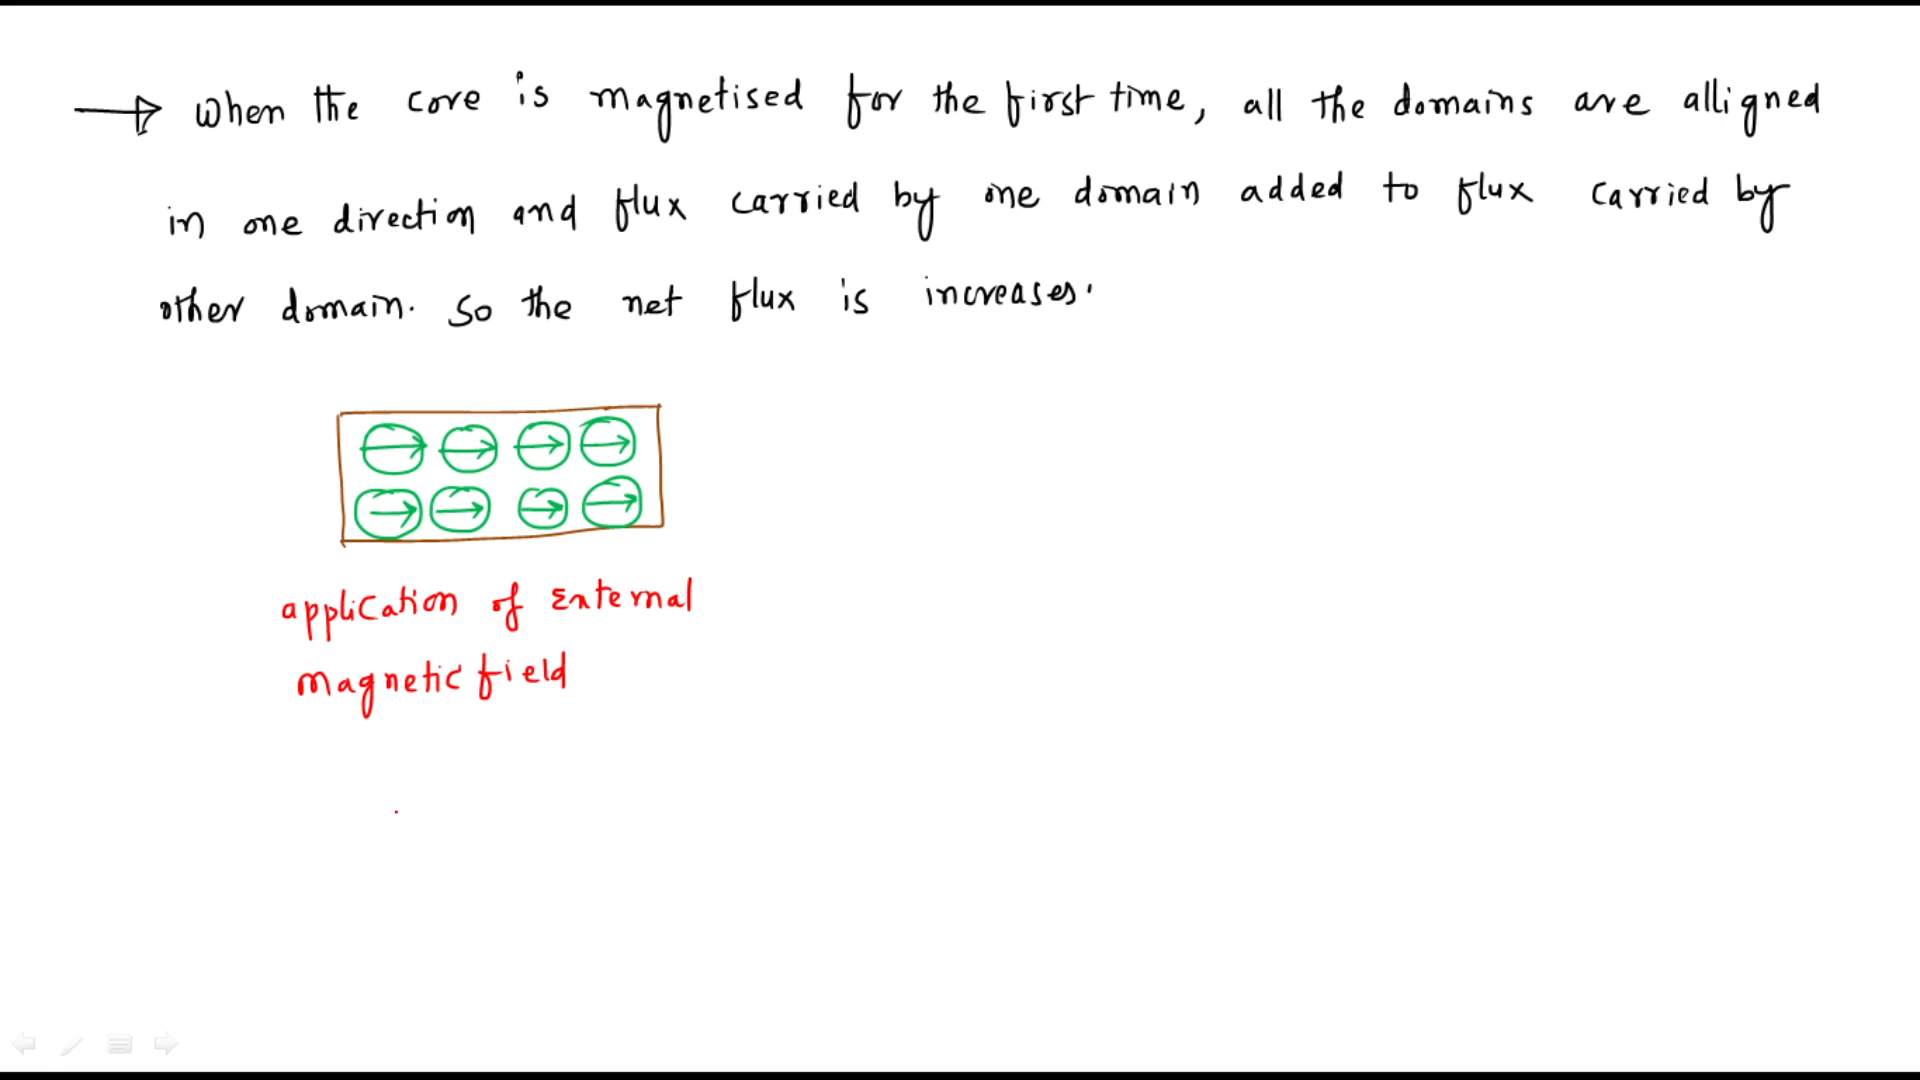 When the core is magnetised for the first time, all the domains are alligned
in one direction and flux carried by one domain added to flux carried by
other domain. So the net flux is increases.
application of External
magnetic field